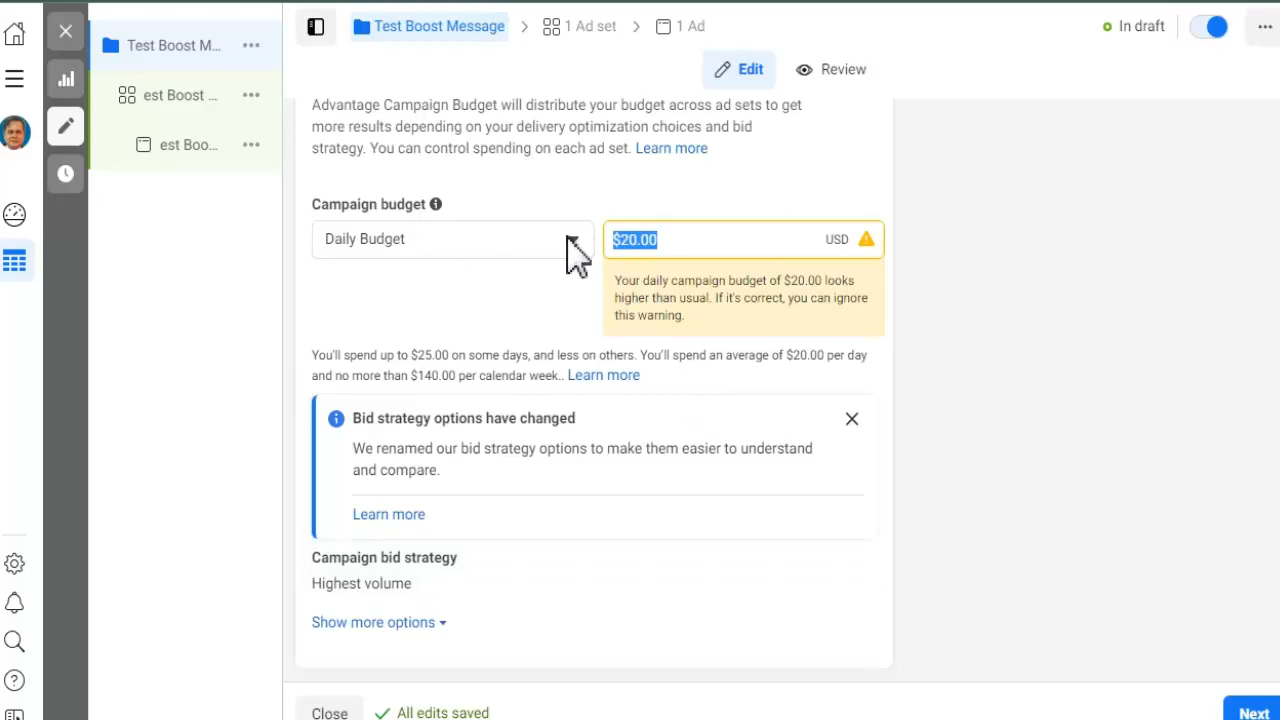 Test Boost M...
est Boost ...
est Boo...
Test Boost Message
1 Ad set
1 Ad
In draft
Edit
Review
Advantage Campaign Budget will distribute your budget across ad sets to get
more results depending on your delivery optimization choices and bid
strategy. You can control spending on each ad set. Learn more
Campaign budget
Daily Budget
$20.00
USD
Your daily campaign budget of $20.00 looks
higher than usual. If it's correct, you can ignore
this warning.
You'll spend up to $25.00 on some days, and less on others. You'll spend an average of $20.00 per day
and no more than $140.00 per calendar week.. Learn more
Bid strategy options have changed
We renamed our bid strategy options to make them easier to understand
and compare.
Learn more
Campaign bid strategy
Highest volume
Show more options
Close
All edits saved
Next